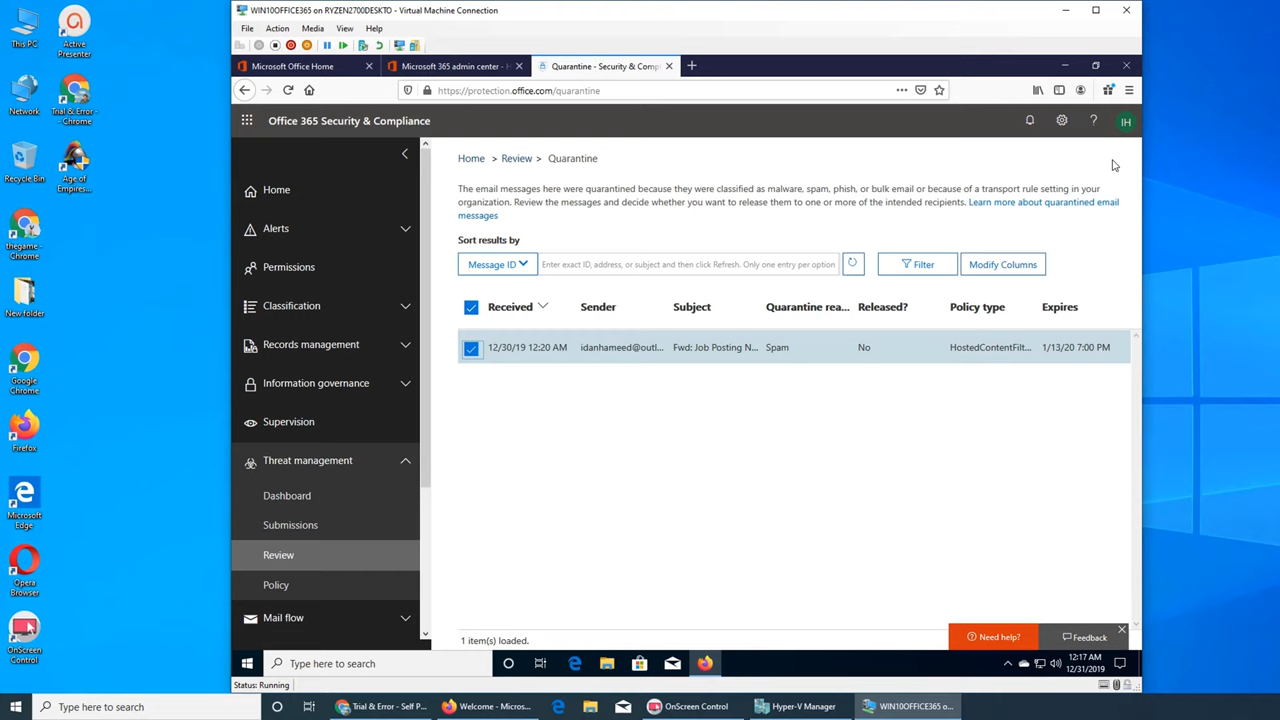 This PC
Active
Presenter
Network
Trial & Error -
- Chrome
Recycle Bin
Age of
Empires...
thegame -
Chrome
New folder
Google
Chrome
Firefox
Microsoft
Edge
Opera
Browser
OnScreen
Control
WIN10OFFICE365 on RYZEN2700DESKTO - Virtual Machine Connection
File Action Media View Help
Microsoft Office Home
Microsoft 365 admin center - H
Quarantine - Security & Compl
https://protection.office.com/quarantine
Office 365 Security & Compliance
IH
Home
Alerts
Permissions
Classification
Records management
Information governance
Supervision
Threat management
Dashboard
Submissions
Review
Policy
Mail flow
Home > Review > Quarantine
The email messages here were quarantined because they were classified as malware, spam, phish, or bulk email or because of a transport rule setting in your
organization. Review the messages and decide whether you want to release them to one or more of the intended recipients. Learn more about quarantined email
messages
Sort results by
Message ID Enter exact ID, address, or subject and then click Refresh. Only one entry per option Filter Modify Columns
Received Sender Subject Quarantine rea... Released? Policy type Expires
12/30/19 12:20 AM idanhameed@outl... Fwd: Job Posting N... Spam No HostedContentFilt... 1/13/20 7:00 PM
1 item(s) loaded.
Need help?
Feedback
Type here to search
12:17 AM
12/31/2019
Status: Running
Type here to search
Trial & Error - Self P...
Welcome - Micros...
OnScreen Control
Hyper-V Manager
WIN10OFFICE365 o...